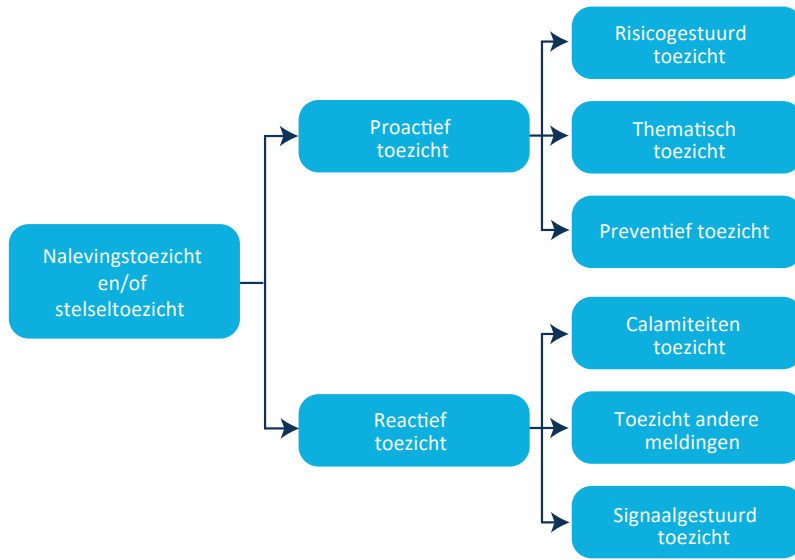 Nalevingstoezicht
en/of
stelseltoezicht
Proactief
toezicht
Risicogestuurd
toezicht
Thematisch
toezicht
Preventief toezicht
Reactief
toezicht
Calamiteiten
toezicht
Toezicht andere
meldingen
Signaalgestuurd
toezicht